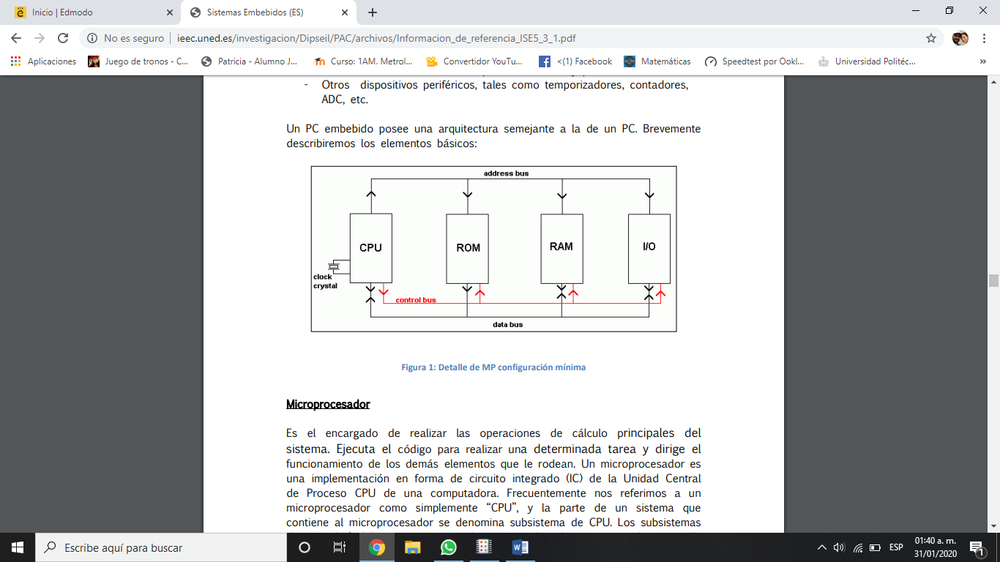 Inicio | Edmodo
Sistemas Embebidos (ES)
No es seguro | ieec.uned.es/investigacion/Dipseil/PAC/archivos/Informacion_de_referencia_ISE5_3_1.pdf
Aplicaciones
Juego de tronos - C...
Patricia - Alumno J...
Curso: 1AM. Metrol...
Convertidor YouTu...
<(1) Facebook
Matemáticas
Speedtest por Ookl...
Universidad Politéc...
»
- Otros dispositivos periféricos, tales como temporizadores, contadores,
ADC, etc.
Un PC embebido posee una arquitectura semejante a la de un PC. Brevemente
describiremos los elementos básicos:
address bus
CPU
ROM
RAM
I/O
clock
crystal
control bus
data bus
Figura 1: Detalle de MP configuración mínima
Microprocesador
Es el encargado de realizar las operaciones de cálculo principales del
sistema. Ejecuta el código para realizar una determinada tarea y dirige el
funcionamiento de los demás elementos que le rodean. Un microprocesador es
una implementación en forma de circuito integrado (IC) de la Unidad Central
de Proceso CPU de una computadora. Frecuentemente nos referimos a un
microprocesador como simplemente “CPU”, y la parte de un sistema que
contiene al microprocesador se denomina subsistema de CPU. Los subsistemas
Escribe aquí para buscar
ESP
01:40 a. m.
31/01/2020
1